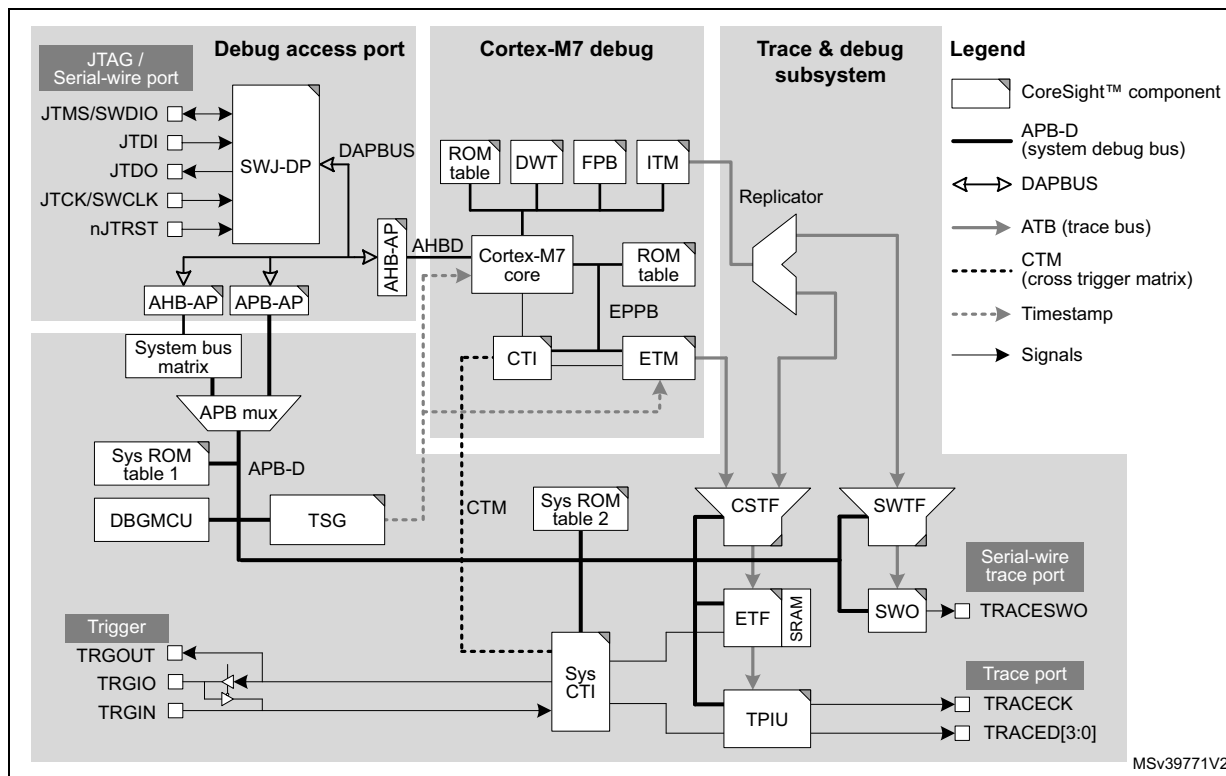 Debug access port
Cortex-M7 debug
Trace & debug
subsystem
Legend
JTAG /
Serial-wire port
JTMS/SWDIO
JTDI
JTDO
JTCK/SWCLK
nJTRST
SWJ-DP
DAPBUS
AHB-AP
AHBD
AHB-AP
APB-AP
ROM
table
DWT
FPB
ITM
Cortex-M7
core
ROM
table
EPPB
CTI
ETM
Replicator
CoreSight™ component
APB-D
(system debug bus)
DAPBUS
ATB (trace bus)
CTM
(cross trigger matrix)
Timestamp
Signals
System bus
matrix
APB mux
Sys ROM
table 1
APB-D
DBGMCU
TSG
CTM
Sys ROM
table 2
CSTF
SWTF
Serial-wire
trace port
ETF
SRAM
SWO
TRACESWO
Trigger
TRGOUT
TRGIO
TRGIN
Sys
CTI
TPIU
Trace port
TRACECK
TRACED[3:0]
MSv39771V2